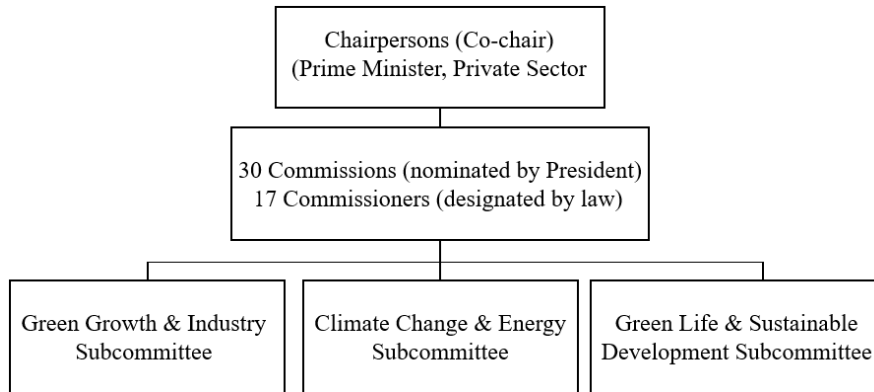 Chairpersons (Co-chair)
(Prime Minister, Private Sector
30 Commissions (nominated by President)
17 Commissioners (designated by law)
Green Growth & Industry
Subcommittee
Climate Change & Energy
Subcommittee
Green Life & Sustainable
Development Subcommittee